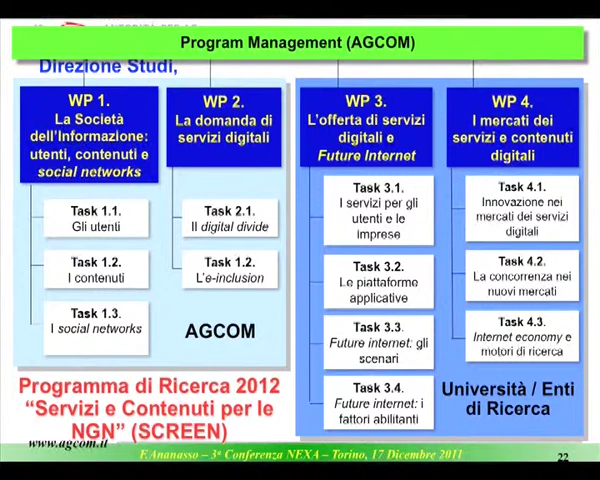 Program Management (AGCOM)
Direzione Studi,
WP 1.
La Società
dell'Informazione:
utenti, contenuti e
social networks
WP 2.
La domanda di
servizi digitali
WP 3.
L'offerta di servizi
digitali e
Future Internet
WP 4.
I mercati dei
servizi e contenuti
digitali
Task 1.1.
Gli utenti
Task 1.2.
I contenuti
Task 1.3.
I social networks
Task 2.1.
Il digital divide
Task 1.2.
L'e-inclusion
AGCOM
Task 3.1.
I servizi per gli
utenti e le
imprese
Task 3.2.
Le piattaforme
applicative
Task 3.3.
Future internet: gli
scenari
Task 3.4.
Future internet: i
fattori abilitanti
Task 4.1.
Innovazione nei
mercati dei servizi
digitali
Task 4.2.
La concorrenza nei
nuovi mercati
Task 4.3.
Internet economy e
motori di ricerca
Università / Enti
di Ricerca
Programma di Ricerca 2012
"Servizi e Contenuti per le
NGN" (SCREEN)
www.agcom.it
F.Ananasso – 3ª Conferenza NEXA – Torino, 17 Dicembre 2011
22